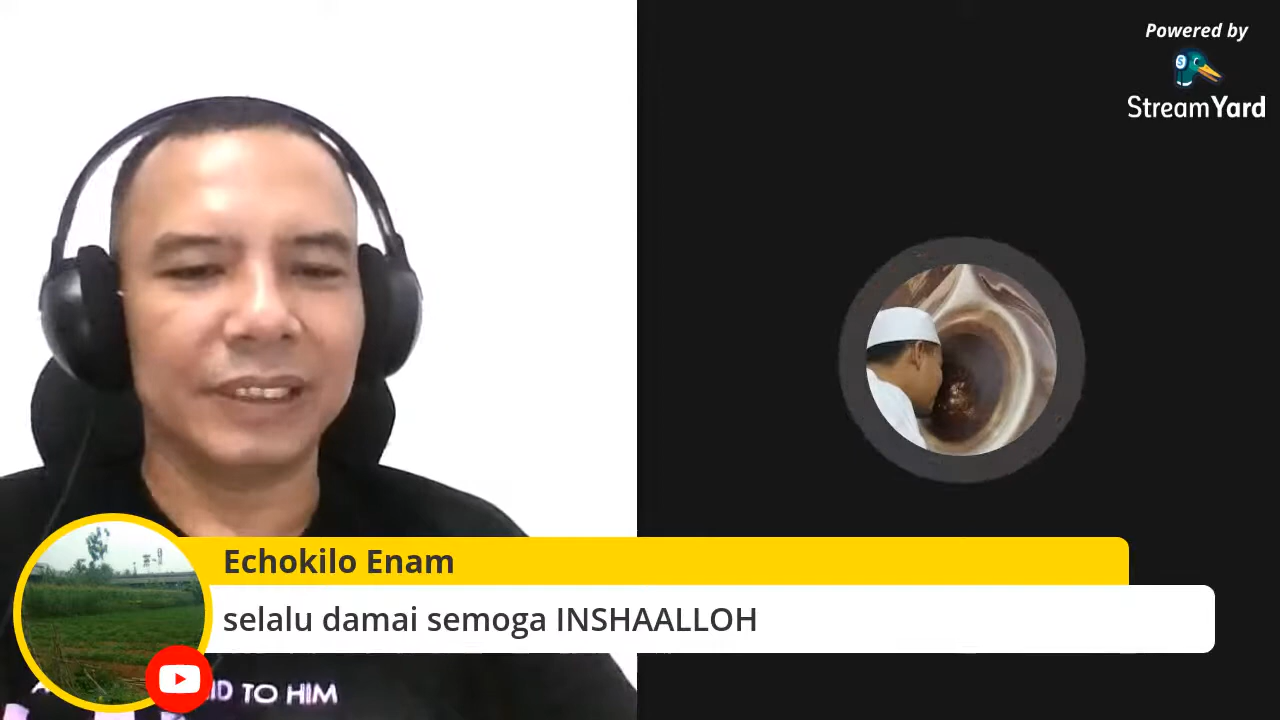 Powered by
StreamYard
Echokilo Enam
selalu damai semoga INSHAALLOH
TO HIM